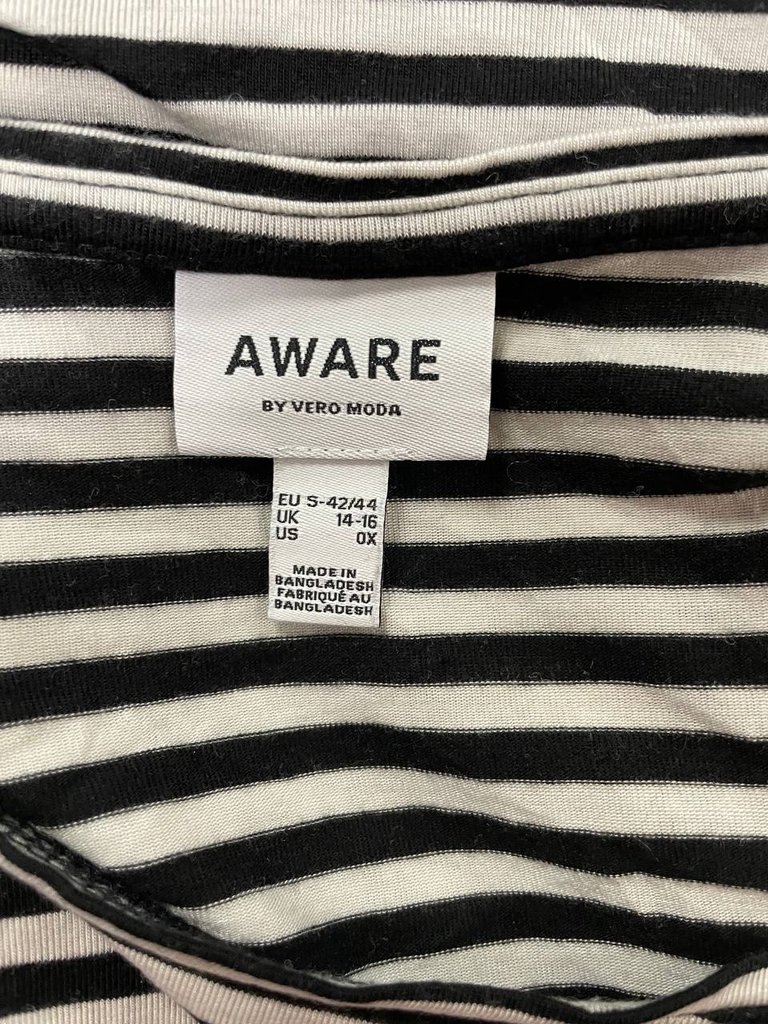 AWARE
BY VERO MODA
EU S-42/44
UK 14-16
US 0X
MADE IN
BANGLADESH
FABRIQUÉ AU
BANGLADESH